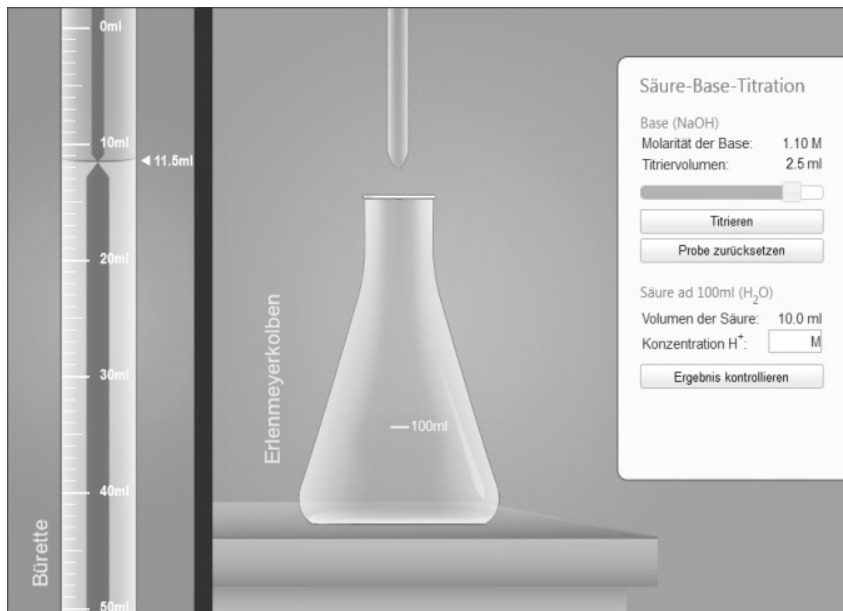 0ml
10ml
◄ 11.5ml
20ml
30ml
40ml
50ml
Bürette
Erlenmeyerkolben
100ml
Säure-Base-Titration
Base (NaOH)
Molarität der Base: 1.10 M
Titriervolumen: 2.5 ml
Titrieren
Probe zurücksetzen
Säure ad 100ml (H₂O)
Volumen der Säure: 10.0 ml
Konzentration H⁺: M
Ergebnis kontrollieren